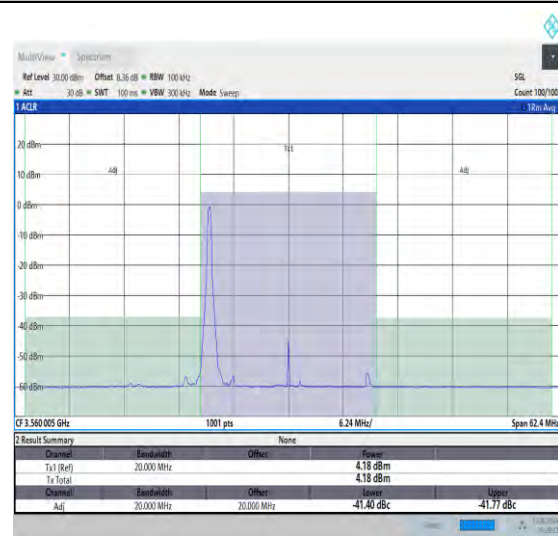 MultiView Spectrum
Ref Level 30.00 dBm Offset 8.36 dB RBW 100 kHz SGL
Att 30 dB SWT 100 ms VBW 300 kHz Mode Sweep Count 100/100
1 ACLR 1Rm Avg
20 dBm
Tx1
10 dBm
Adj Adj
0 dBm
-10 dBm
-20 dBm
-30 dBm
-40 dBm
-50 dBm
-60 dBm
CF 3.560 005 GHz 1001 pts 6.24 MHz/ Span 62.4 MHz
2 Result Summary None
Channel Bandwidth Offset Power
Tx1 (Ref) 20.000 MHz 4.18 dBm
Tx Total 4.18 dBm
Channel Bandwidth Offset Lower Upper
Adj 20.000 MHz 20.000 MHz -41.40 dBc -41.77 dBc